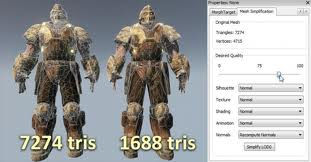 7274 tris
1688 tris
Properties: None
MorphTarget
Mesh Simplification
Original Mesh
Triangles: 7274
Vertices: 4715
Desired Quality
0 75 100
Silhouette Normal
Texture Normal
Shading Normal
Animation Normal
Normals Recompute Normals
Simplify LOD0